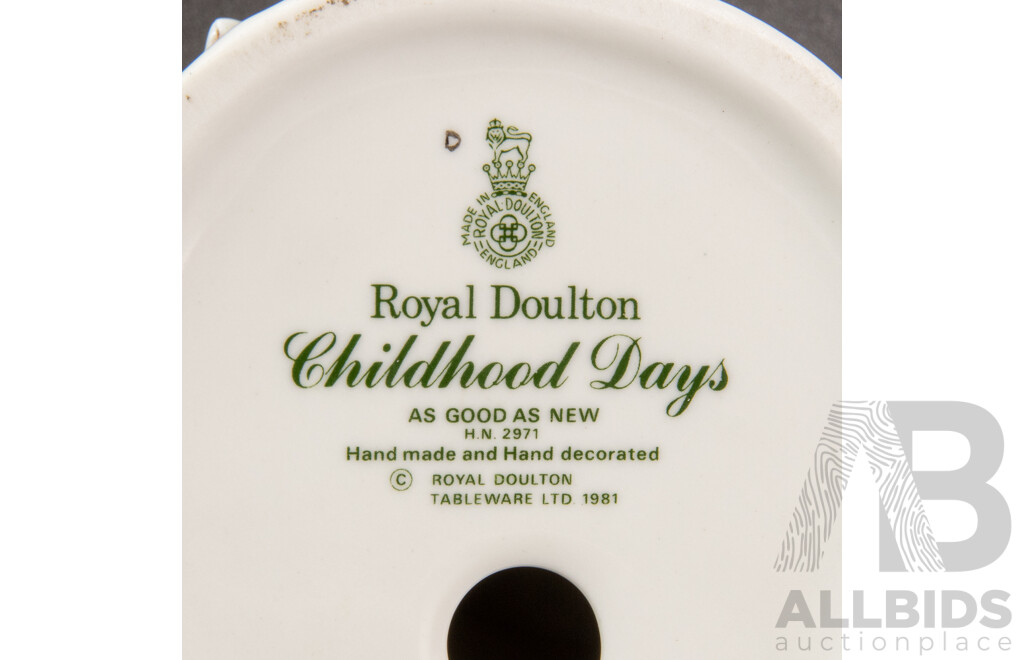 D
MADE IN ENGLAND
ROYAL·DOULTON
ENGLAND
Royal Doulton
Childhood Days
AS GOOD AS NEW
H.N. 2971
Hand made and Hand decorated
© ROYAL DOULTON
TABLEWARE LTD 1981
AB
ALLBIDS
auctionplace